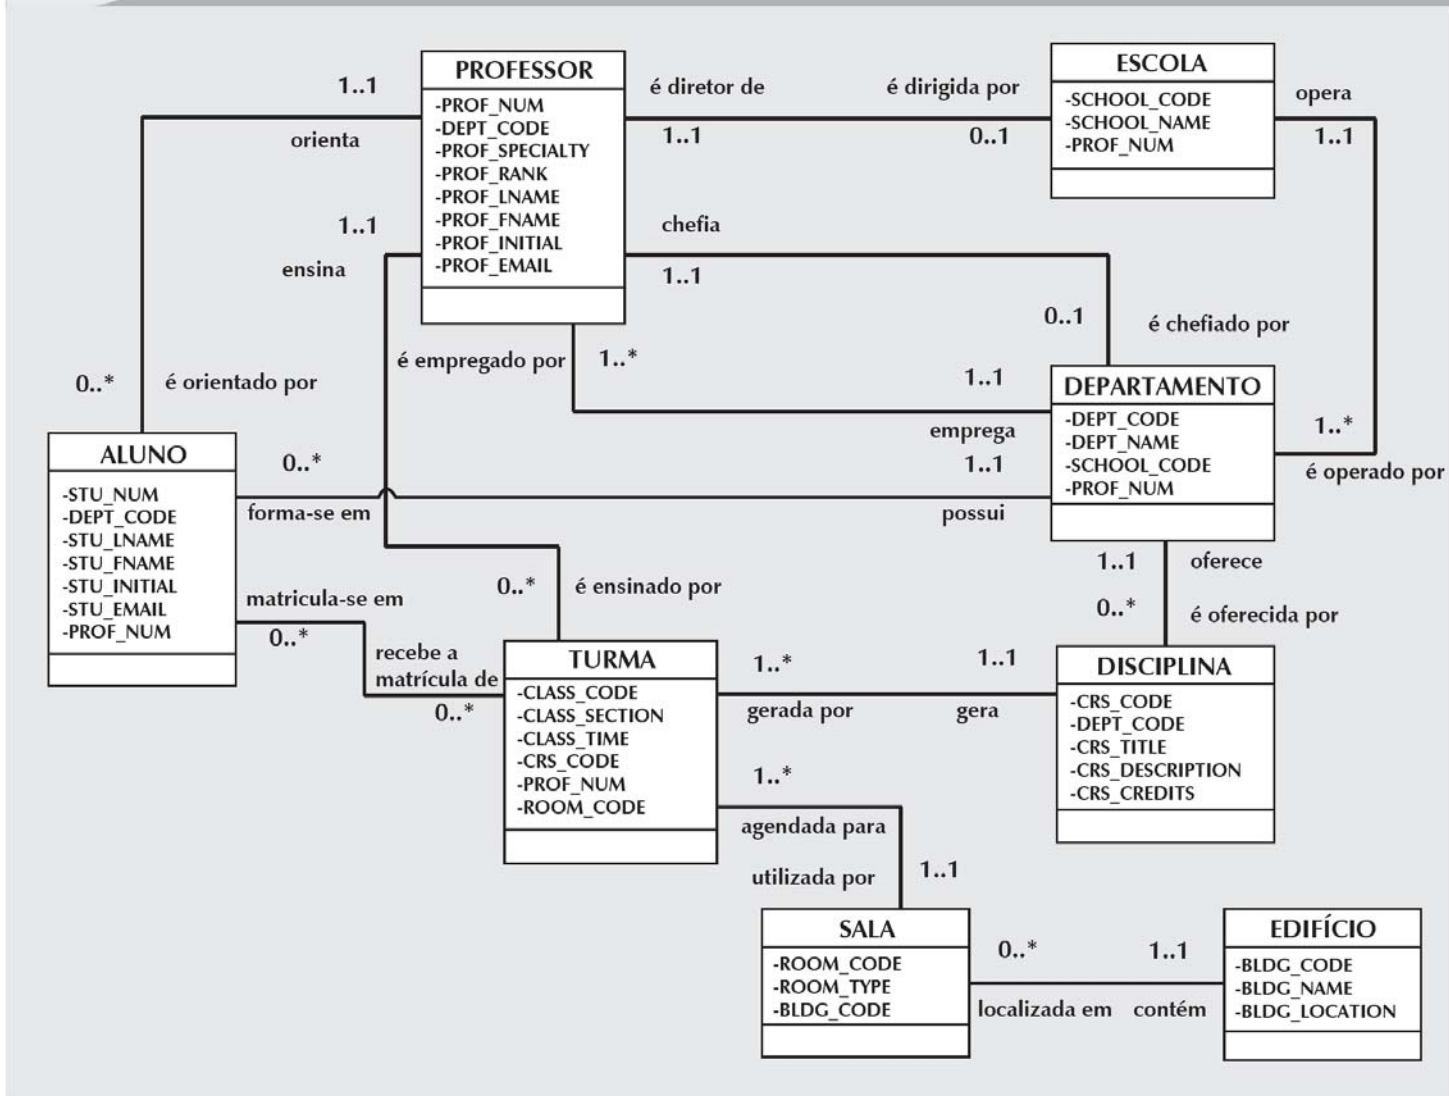 PROFESSOR
-PROF_NUM
-DEPT_CODE
-PROF_SPECIALTY
-PROF_RANK
-PROF_LNAME
-PROF_FNAME
-PROF_INITIAL
-PROF_EMAIL
1..1
orienta
1..1
ensina
é diretor de
1..1
é dirigida por
0..1
ESCOLA
-SCHOOL_CODE
-SCHOOL_NAME
-PROF_NUM
opera
1..1
chefia
1..1
0..1
é chefiado por
é empregado por
1..*
1..1
emprega
DEPARTAMENTO
-DEPT_CODE
-DEPT_NAME
-SCHOOL_CODE
-PROF_NUM
1..*
é operado por
0..*
é orientado por
ALUNO
-STU_NUM
-DEPT_CODE
-STU_LNAME
-STU_FNAME
-STU_INITIAL
-STU_EMAIL
-PROF_NUM
0..*
forma-se em
1..1
possui
matricula-se em
0..*
recebe a
matrícula de
0..*
0..*
é ensinado por
1..1
oferece
0..*
é oferecida por
TURMA
-CLASS_CODE
-CLASS_SECTION
-CLASS_TIME
-CRS_CODE
-PROF_NUM
-ROOM_CODE
1..*
gerada por
1..1
gera
DISCIPLINA
-CRS_CODE
-DEPT_CODE
-CRS_TITLE
-CRS_DESCRIPTION
-CRS_CREDITS
1..*
agendada para
utilizada por
1..1
SALA
-ROOM_CODE
-ROOM_TYPE
-BLDG_CODE
0..*
localizada em
1..1
contém
EDIFÍCIO
-BLDG_CODE
-BLDG_NAME
-BLDG_LOCATION